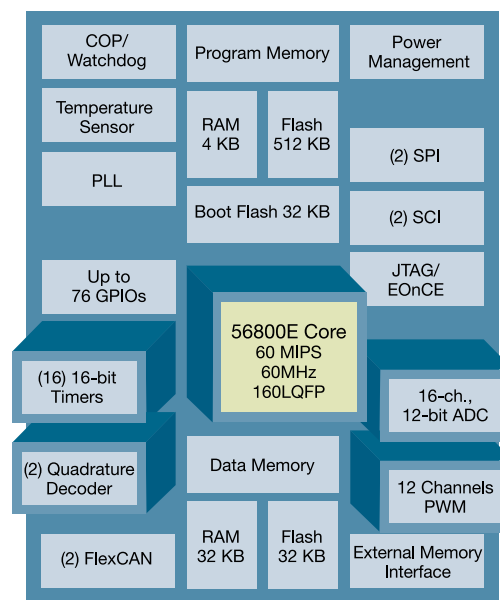 COP/
Watchdog
Program Memory
Power
Management
Temperature
Sensor
RAM
4 KB
Flash
512 KB
(2) SPI
PLL
Boot Flash 32 KB
(2) SCI
Up to
76 GPIOs
JTAG/
EOnCE
56800E Core
60 MIPS
60MHz
160LQFP
(16) 16-bit
Timers
16-ch.,
12-bit ADC
(2) Quadrature
Decoder
Data Memory
12 Channels
PWM
(2) FlexCAN
RAM
32 KB
Flash
32 KB
External Memory
Interface